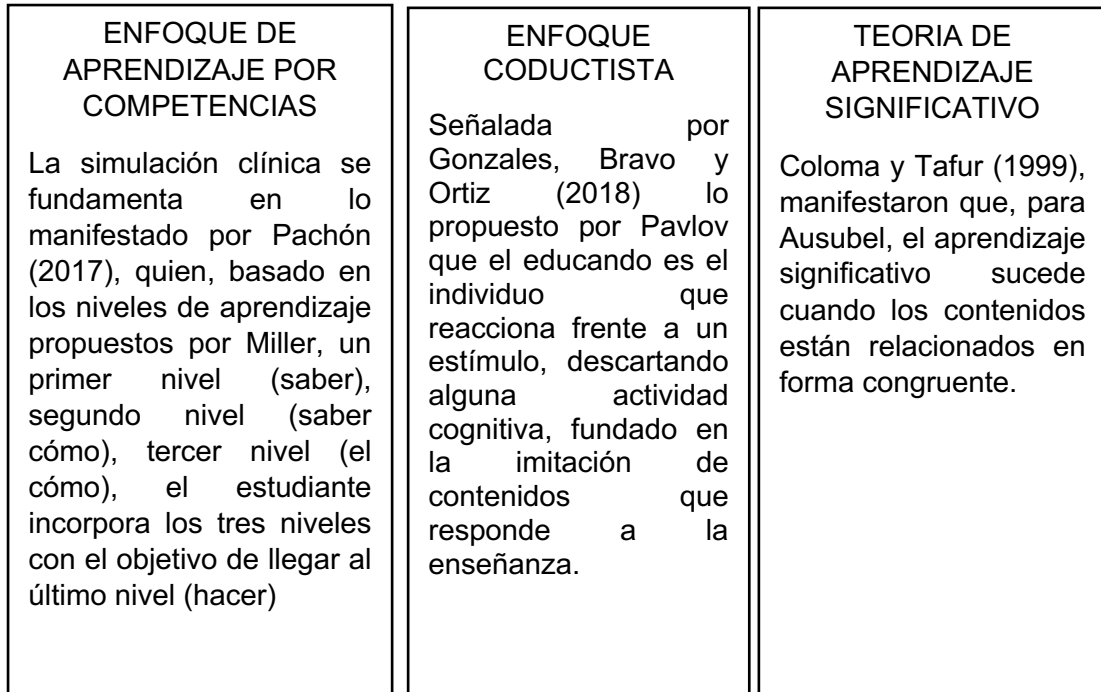 ENFOQUE DE
APRENDIZAJE POR
COMPETENCIAS
La simulación clínica se
fundamenta en lo
manifestado por Pachón
(2017), quien, basado en
los niveles de aprendizaje
propuestos por Miller, un
primer nivel (saber),
segundo nivel (saber
cómo), tercer nivel (el
cómo), el estudiante
incorpora los tres niveles
con el objetivo de llegar al
último nivel (hacer)
ENFOQUE
CODUCTISTA
Señalada por
Gonzales, Bravo y
Ortiz (2018) lo
propuesto por Pavlov
que el educando es el
individuo que
reacciona frente a un
estímulo, descartando
alguna actividad
cognitiva, fundado en
la imitación de
contenidos que
responde a la
enseñanza.
TEORIA DE
APRENDIZAJE
SIGNIFICATIVO
Coloma y Tafur (1999),
manifestaron que, para
Ausubel, el aprendizaje
significativo sucede
cuando los contenidos
están relacionados en
forma congruente.